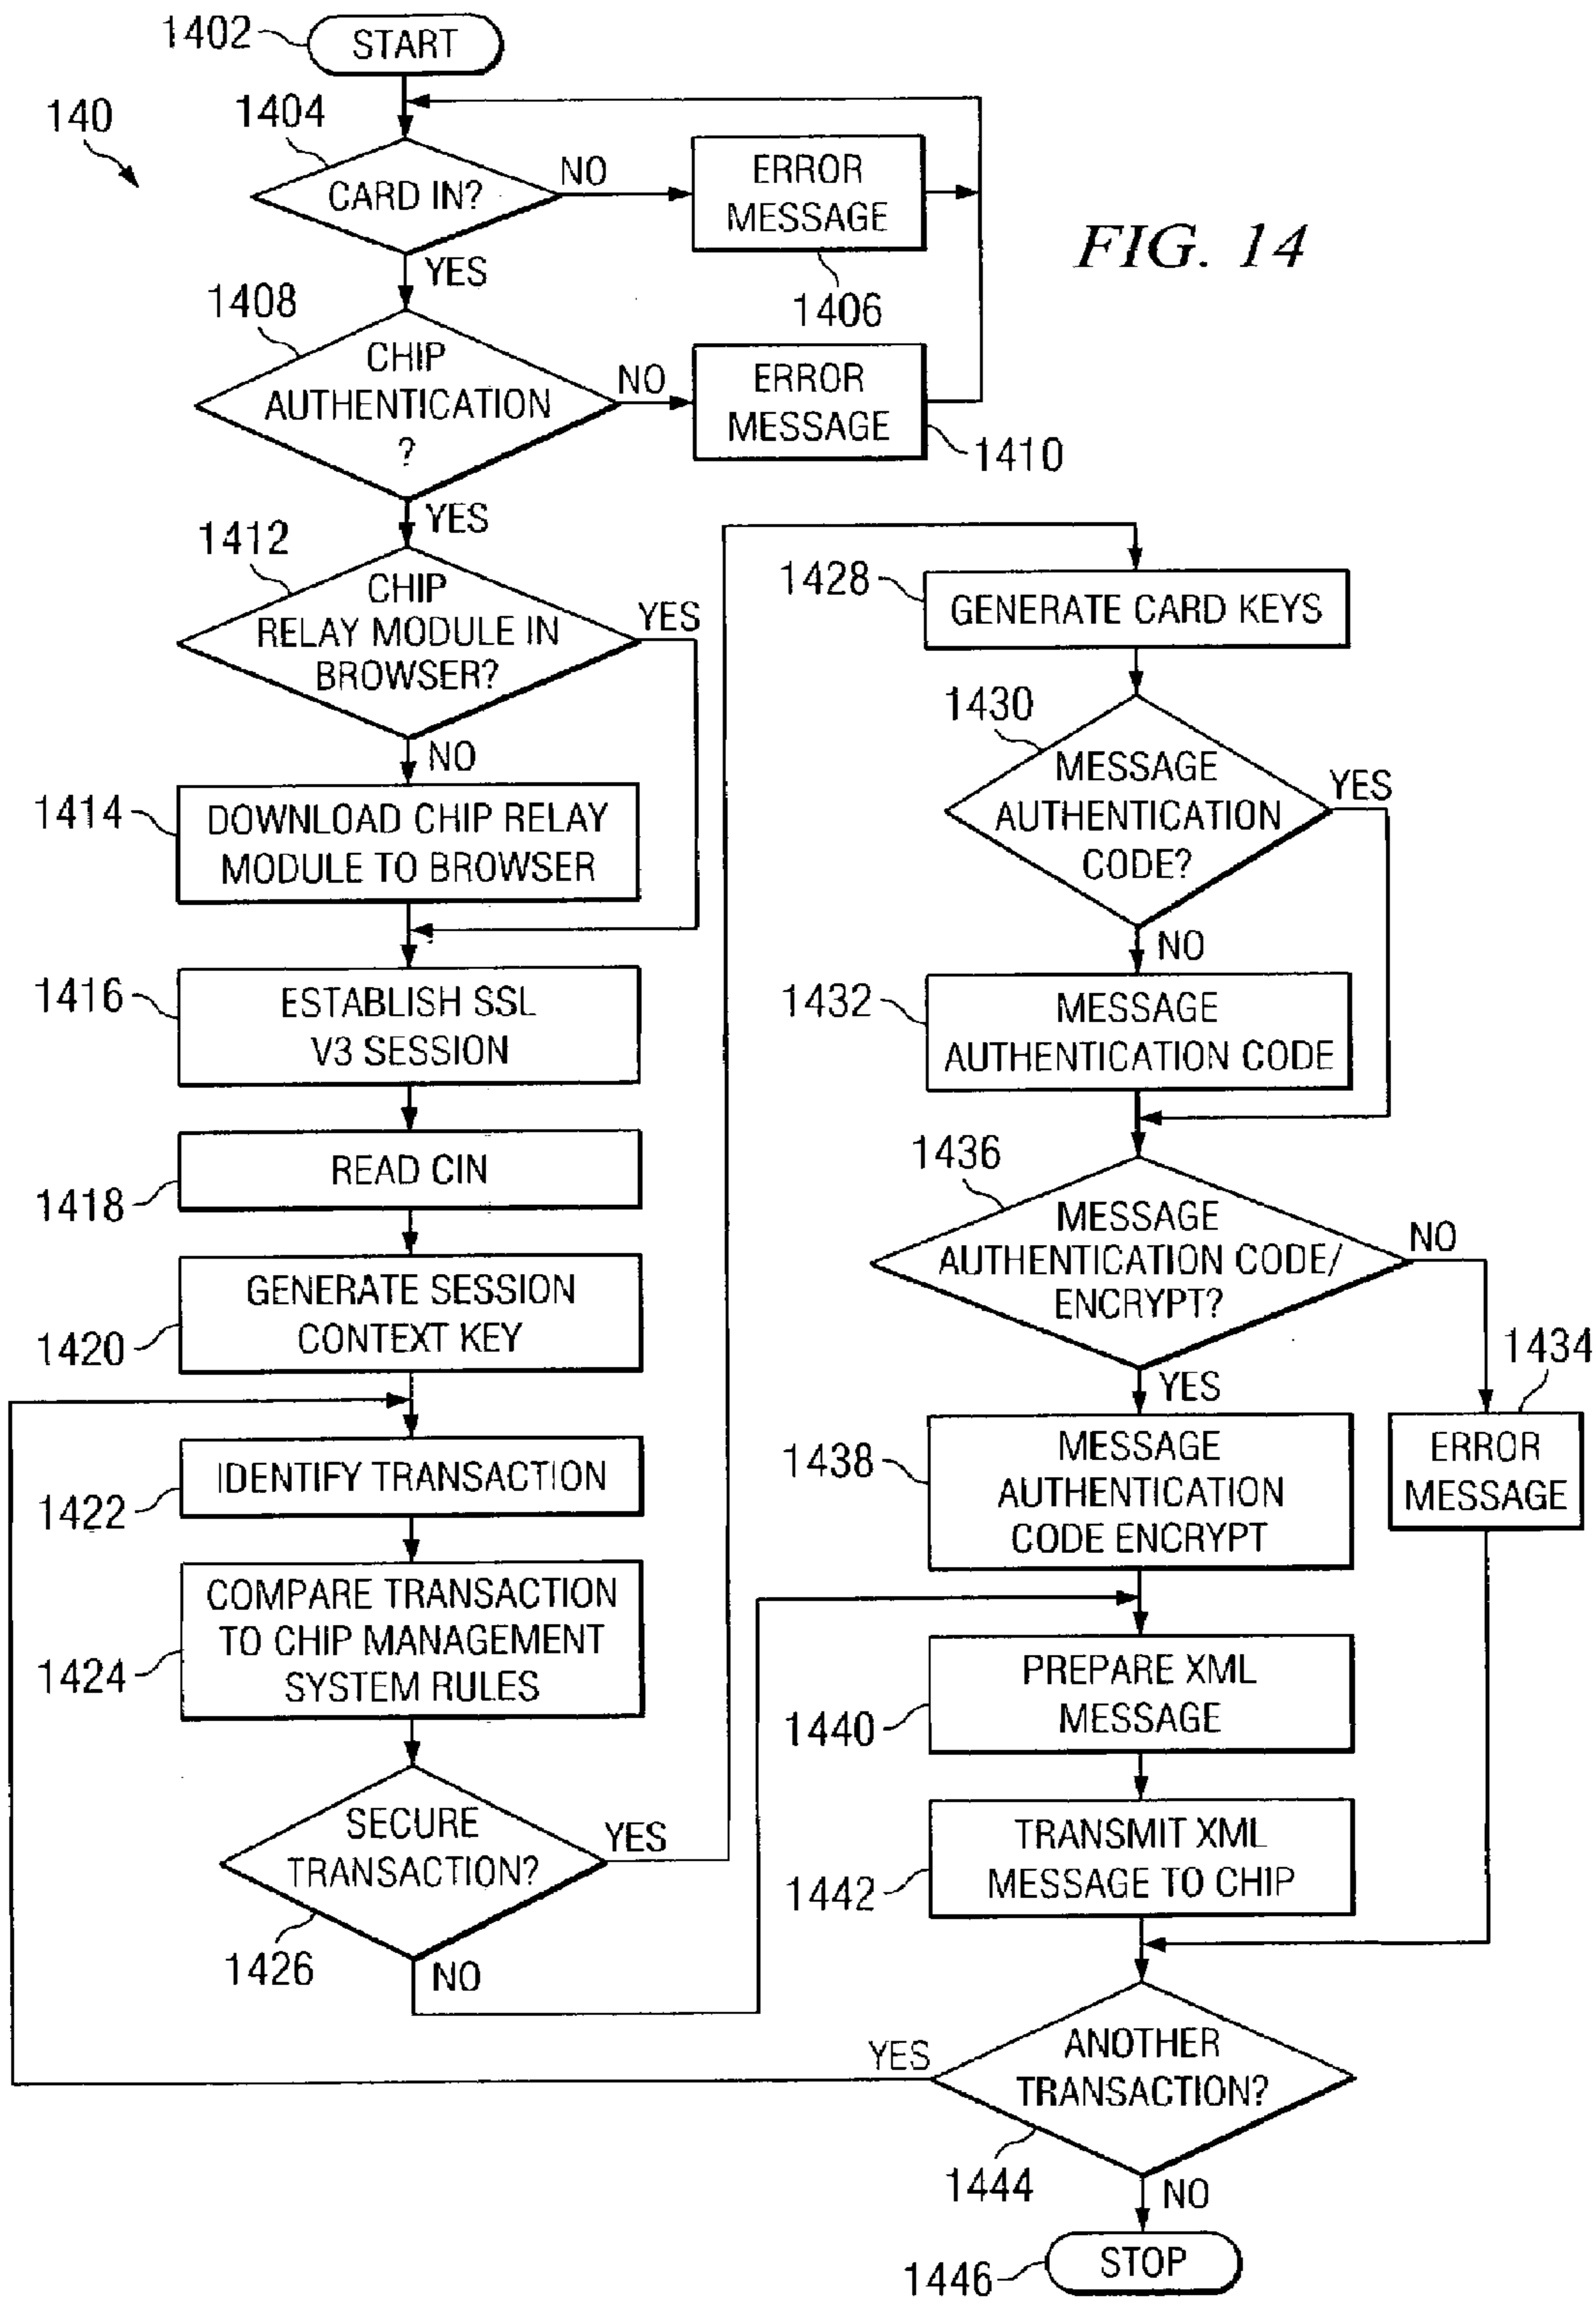 1402
START
140
1404
CARD IN?
NO
ERROR
MESSAGE
1406
FIG. 14
YES
1408
CHIP
AUTHENTICATION
?
NO
ERROR
MESSAGE
1410
YES
1412
CHIP
RELAY MODULE IN
BROWSER?
YES
NO
1414
DOWNLOAD CHIP RELAY
MODULE TO BROWSER
1416
ESTABLISH SSL
V3 SESSION
1418
READ CIN
1420
GENERATE SESSION
CONTEXT KEY
1422
IDENTIFY TRANSACTION
1424
COMPARE TRANSACTION
TO CHIP MANAGEMENT
SYSTEM RULES
SECURE
TRANSACTION?
YES
1426
NO
1428
GENERATE CARD KEYS
1430
MESSAGE
AUTHENTICATION
CODE?
YES
NO
1432
MESSAGE
AUTHENTICATION CODE
1436
MESSAGE
AUTHENTICATION CODE/
ENCRYPT?
NO
1434
ERROR
MESSAGE
YES
1438
MESSAGE
AUTHENTICATION
CODE ENCRYPT
1440
PREPARE XML
MESSAGE
1442
TRANSMIT XML
MESSAGE TO CHIP
YES
ANOTHER
TRANSACTION?
1444
NO
1446
STOP